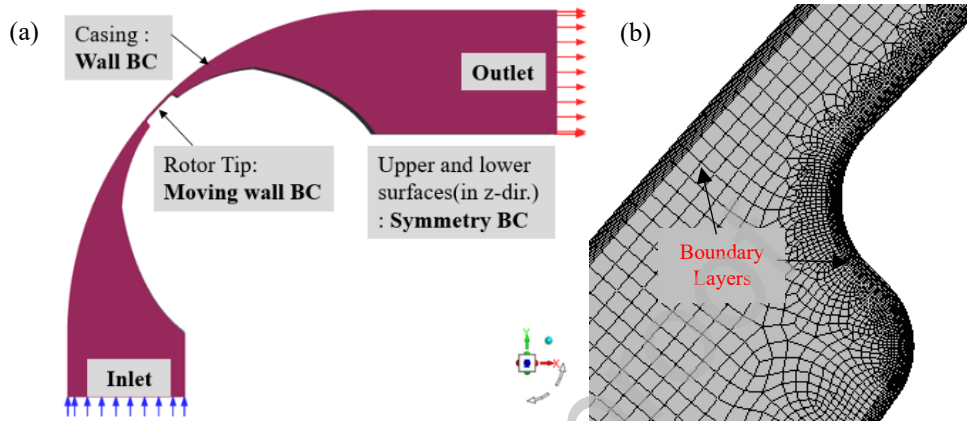 (a)
Casing :
Wall BC
Outlet
Rotor Tip:
Moving wall BC
Upper and lower
surfaces(in z-dir.)
: Symmetry BC
Inlet
Y
X
(b)
Boundary
Layers